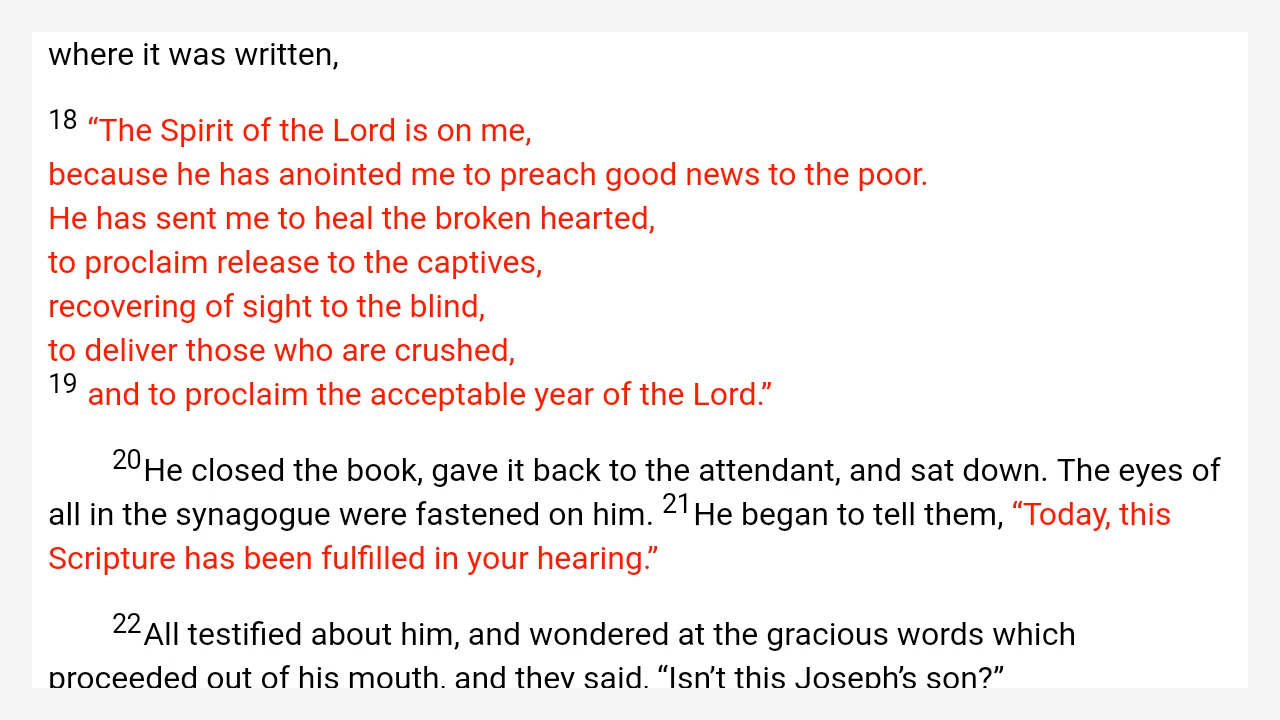 where it was written,
18 “The Spirit of the Lord is on me,
because he has anointed me to preach good news to the poor.
He has sent me to heal the broken hearted,
to proclaim release to the captives,
recovering of sight to the blind,
to deliver those who are crushed,
19 and to proclaim the acceptable year of the Lord.”
20He closed the book, gave it back to the attendant, and sat down. The eyes of
all in the synagogue were fastened on him. 21He began to tell them, “Today, this
Scripture has been fulfilled in your hearing.”
22All testified about him, and wondered at the gracious words which
proceeded out of his mouth, and they said, “Isn’t this Joseph’s son?”